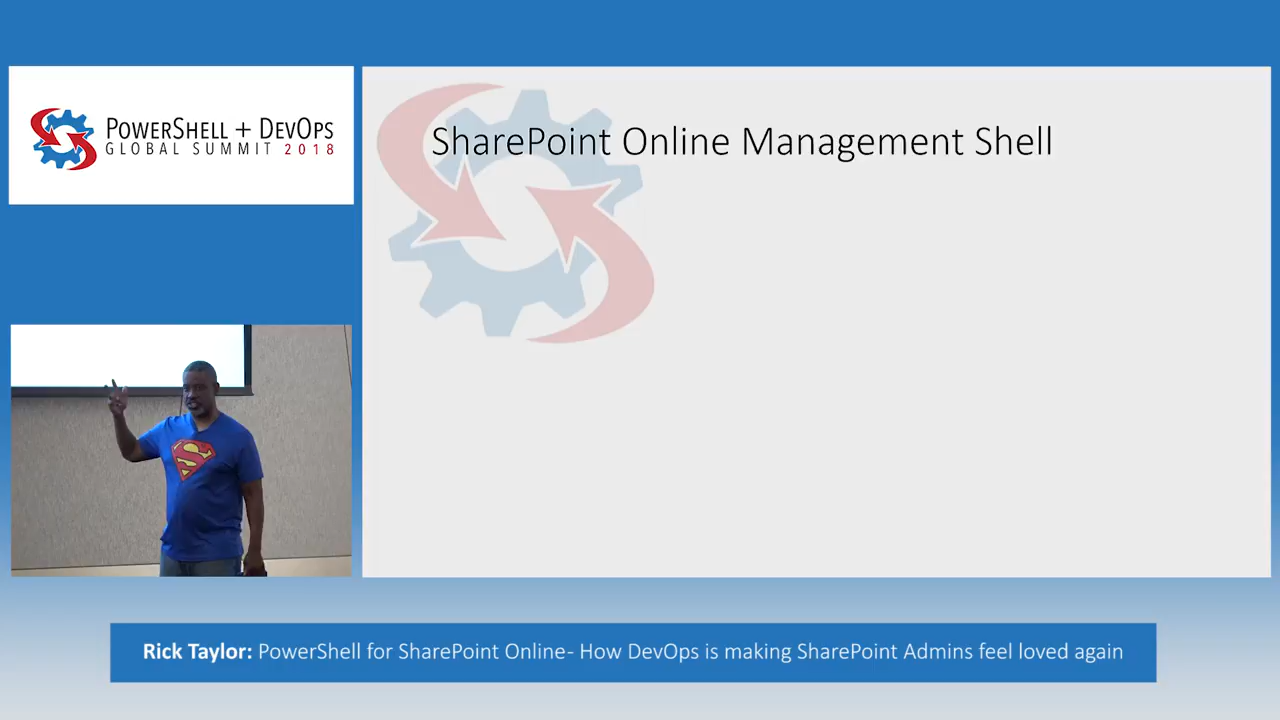 POWERSHELL + DEVOPS
GLOBAL SUMMIT 2018
SharePoint Online Management Shell
S
Rick Taylor: PowerShell for SharePoint Online- How DevOps is making SharePoint Admins feel loved again